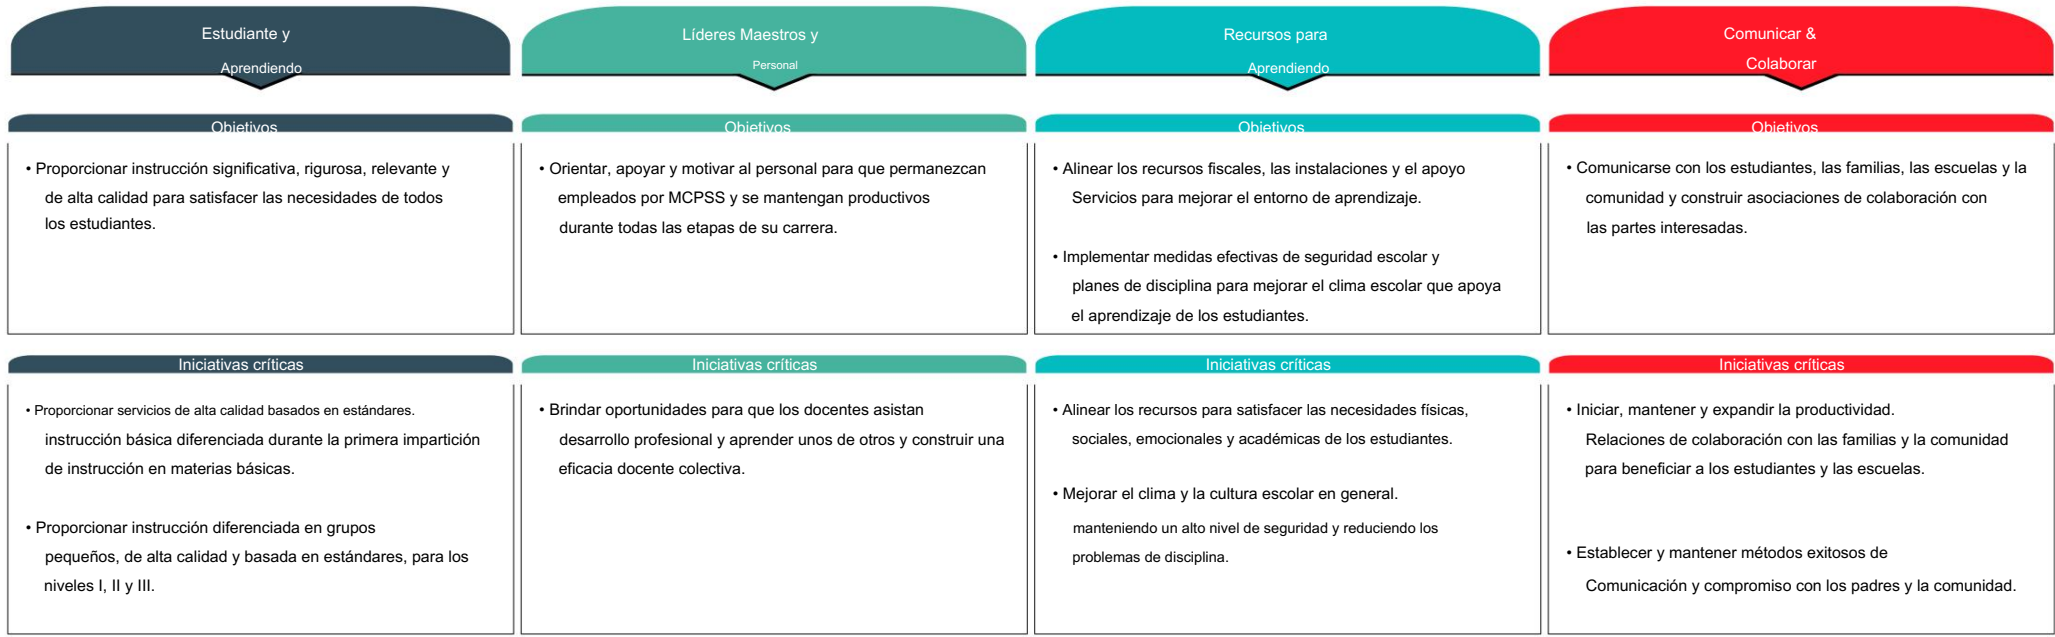 Estudiante y
Aprendiendo
Líderes Maestros y
Personal
Recursos para
Aprendiendo
Comunicar &
Colaborar
Objetivos
• Proporcionar instrucción significativa, rigurosa, relevante y
de alta calidad para satisfacer las necesidades de todos
los estudiantes.
Objetivos
• Orientar, apoyar y motivar al personal para que permanezcan
empleados por MCPSS y se mantengan productivos
durante todas las etapas de su carrera.
Objetivos
• Alinear los recursos fiscales, las instalaciones y el apoyo
Servicios para mejorar el entorno de aprendizaje.
• Implementar medidas efectivas de seguridad escolar y
planes de disciplina para mejorar el clima escolar que apoya
el aprendizaje de los estudiantes.
Objetivos
• Comunicarse con los estudiantes, las familias, las escuelas y la
comunidad y construir asociaciones de colaboración con
las partes interesadas.
Iniciativas críticas
• Proporcionar servicios de alta calidad basados en estándares.
instrucción básica diferenciada durante la primera impartición
de instrucción en materias básicas.
• Proporcionar instrucción diferenciada en grupos
pequeños, de alta calidad y basada en estándares, para los
niveles I, II y III.
Iniciativas críticas
• Brindar oportunidades para que los docentes asistan
desarrollo profesional y aprender unos de otros y construir una
eficacia docente colectiva.
Iniciativas críticas
• Alinear los recursos para satisfacer las necesidades físicas,
sociales, emocionales y académicas de los estudiantes.
• Mejorar el clima y la cultura escolar en general.
manteniendo un alto nivel de seguridad y reduciendo los
problemas de disciplina.
Iniciativas críticas
• Iniciar, mantener y expandir la productividad.
Relaciones de colaboración con las familias y la comunidad
para beneficiar a los estudiantes y las escuelas.
• Establecer y mantener métodos exitosos de
Comunicación y compromiso con los padres y la comunidad.